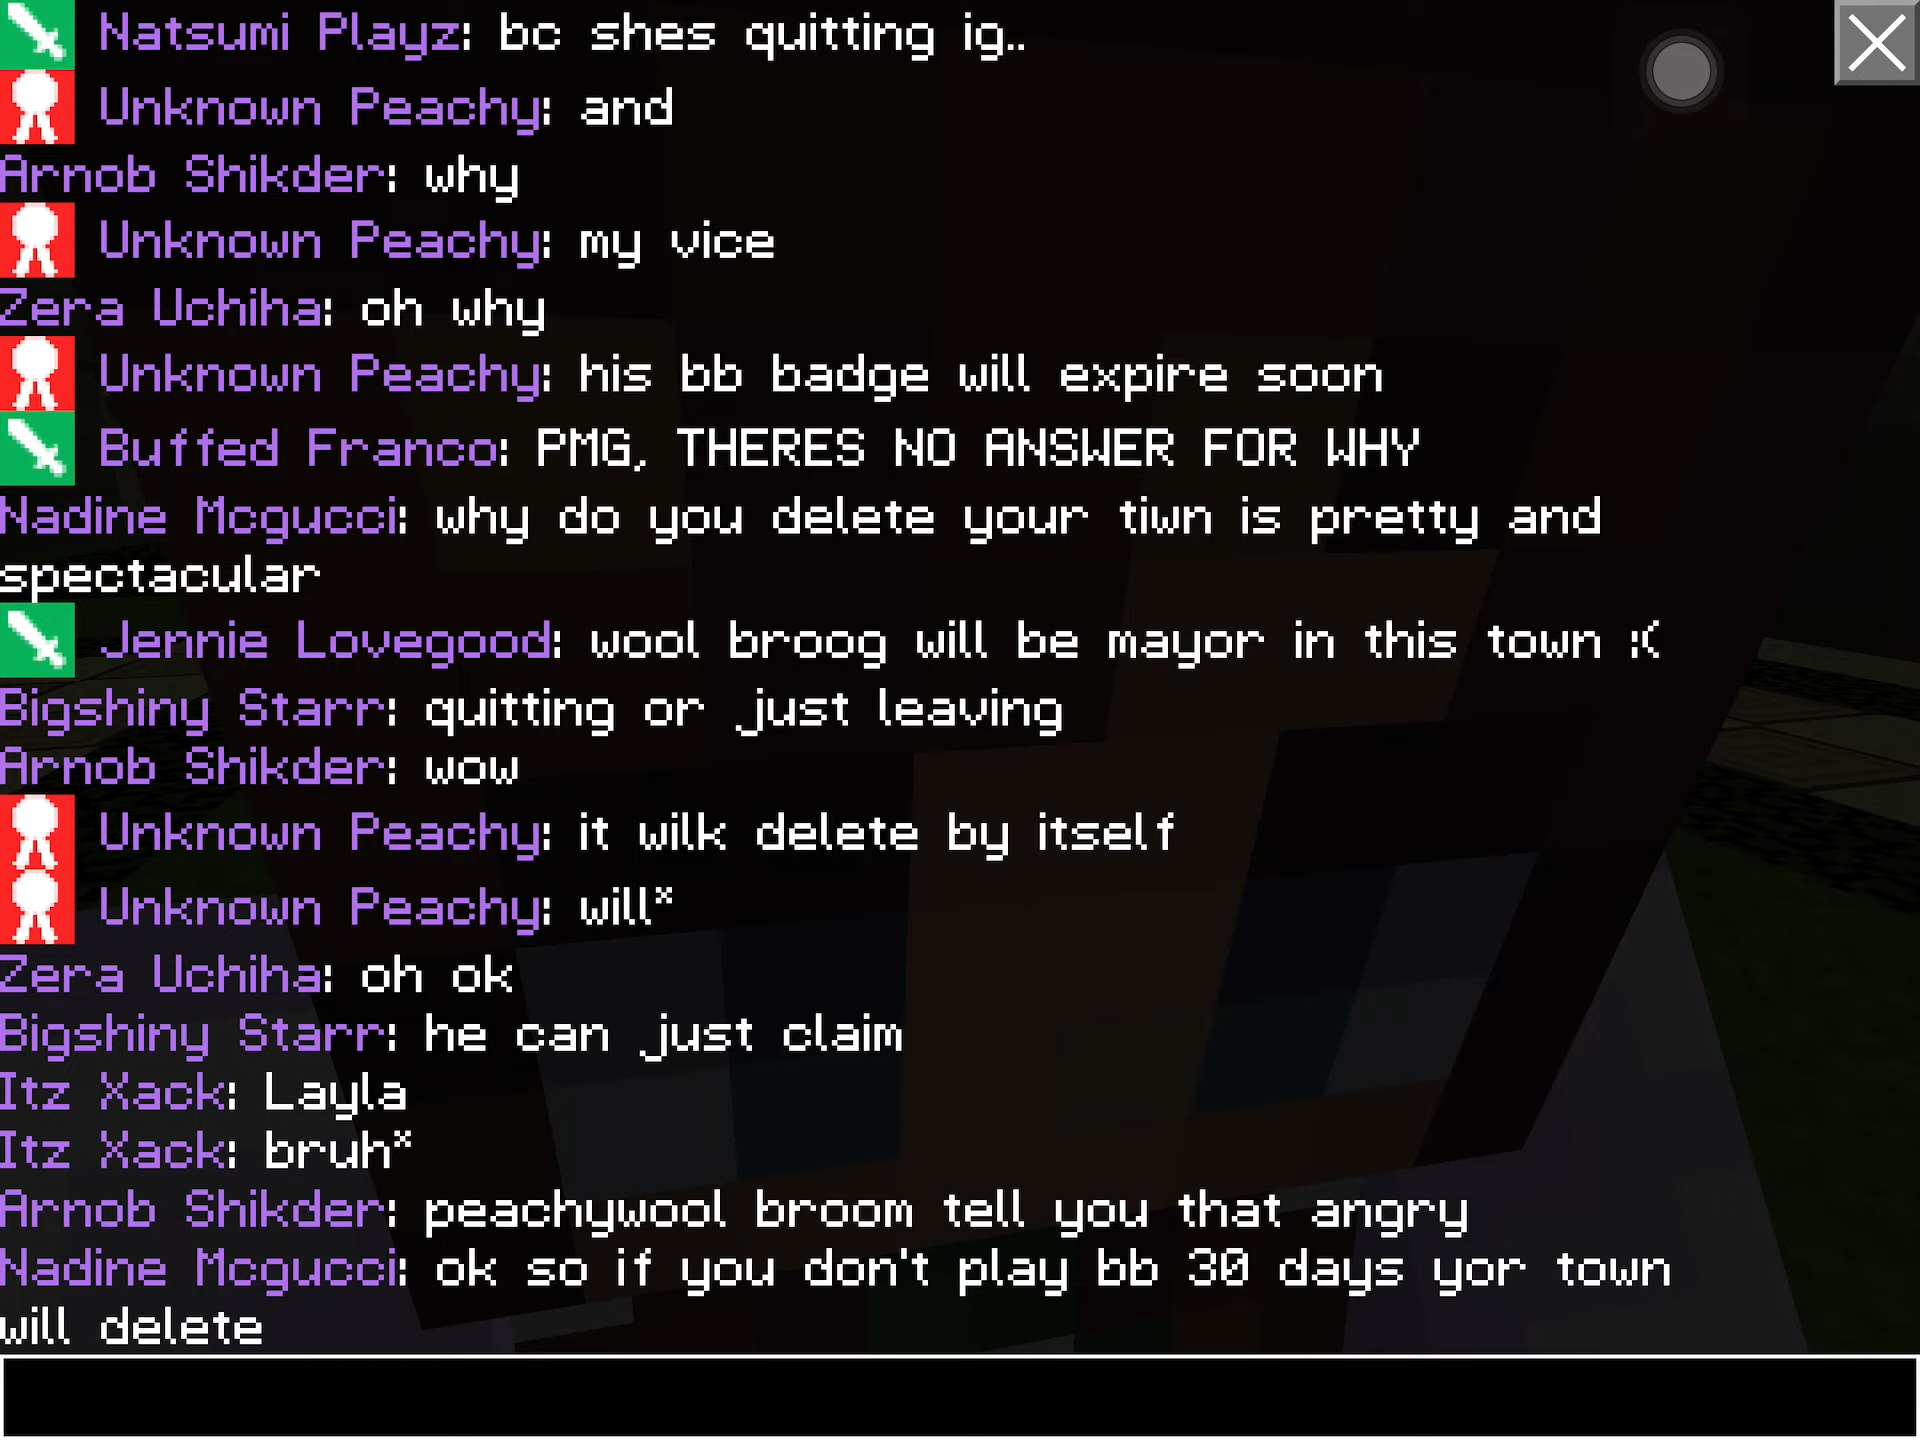 Natsumi Playz: bc shes quitting ig..
Unknown Peachy: and
Arnob Shikder: why
Unknown Peachy: my vice
Zera Uchiha: oh why
Unknown Peachy: his bb badge will expire soon
Buffed Franco: PMG, THERES NO ANSWER FOR WHY
Nadine Mcgucci: why do you delete your tiwn is pretty and
spectacular
Jennie Lovegood: wool broog will be mayor in this town :(
Bigshiny Starr: quitting or just leaving
Arnob Shikder: wow
Unknown Peachy: it wilk delete by itself
Unknown Peachy: will*
Zera Uchiha: oh ok
Bigshiny Starr: he can just claim
Itz Xack: Layla
Itz Xack: bruh*
Arnob Shikder: peachywool broom tell you that angry
Nadine Mcgucci: ok so if you don't play bb 30 days yor town
will delete